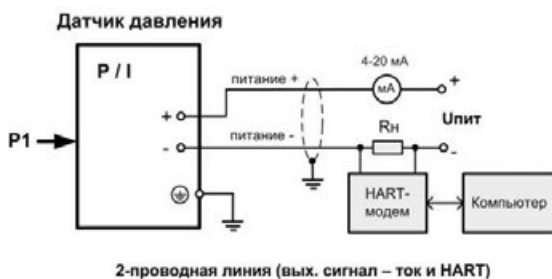 Датчик давления
P / I
P1
+
-
питание +
питание -
4-20 мА
мА
+
Uпит
-
Rн
HART-
модем
Компьютер
2-проводная линия (вых. сигнал – ток и HART)